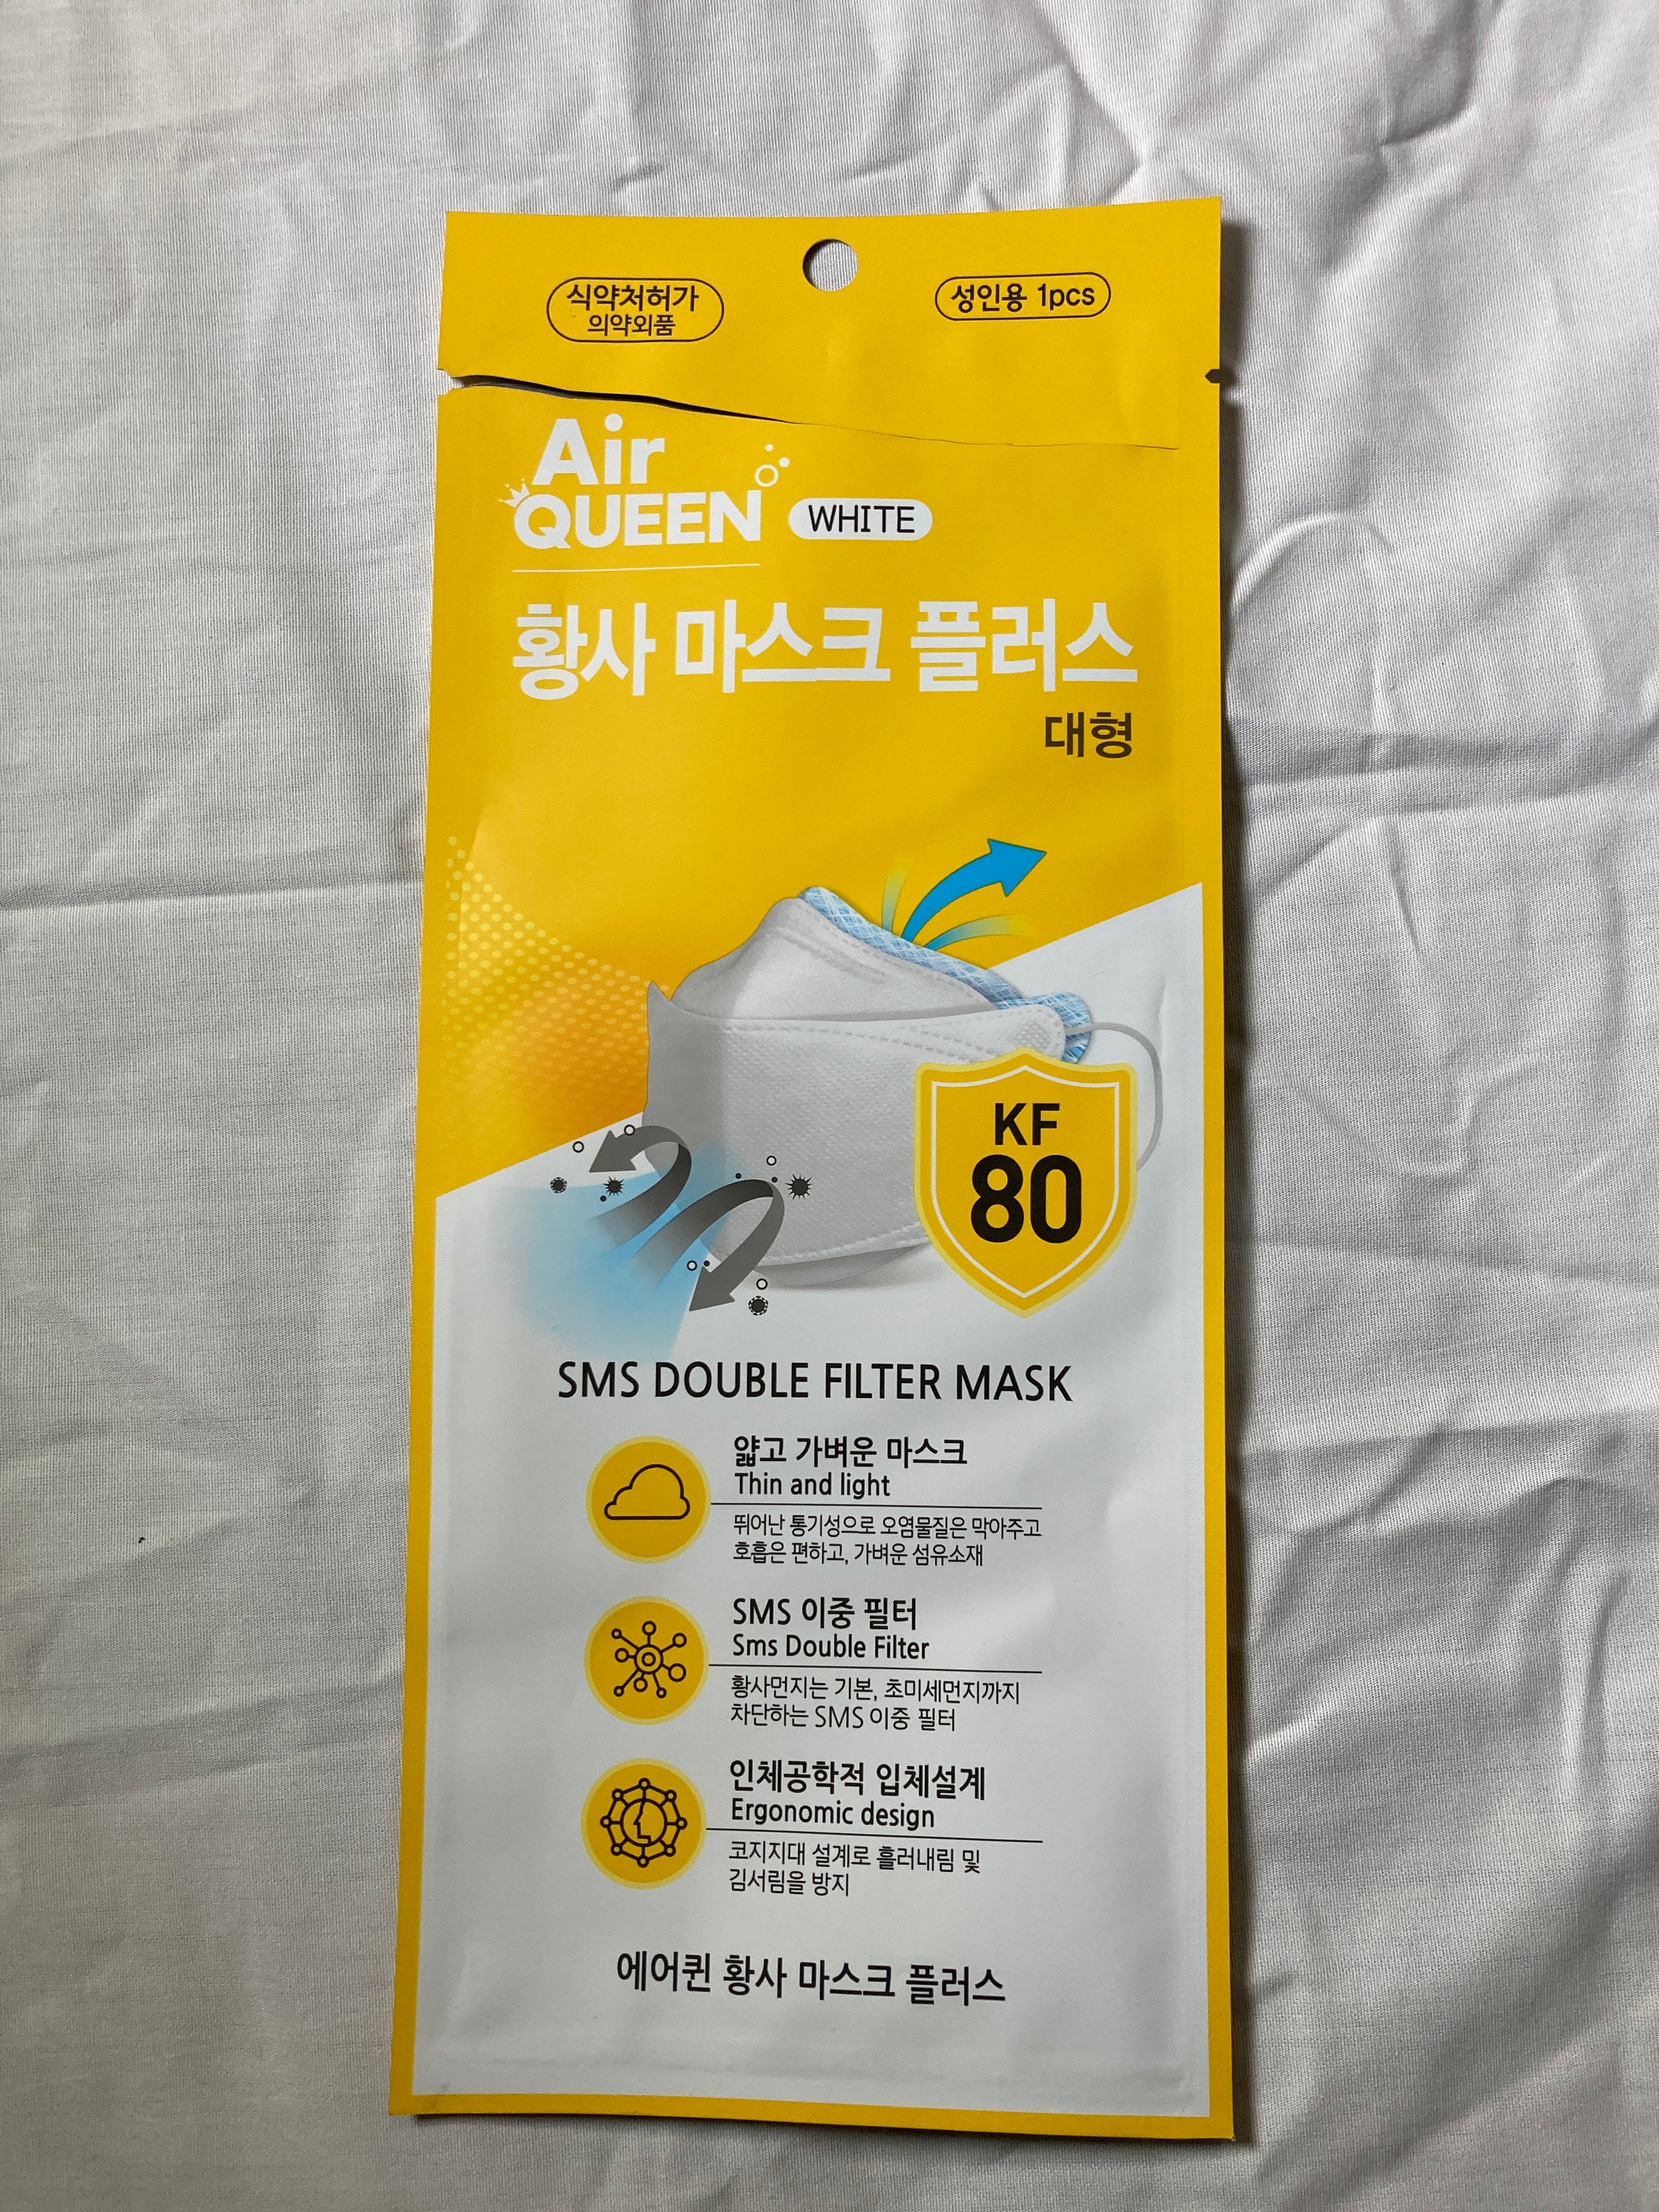 식약처허가
의약외품
성인용 1pcs
Air
QUEEN
WHITE
황사 마스크 플러스
대형
KF
80
SMS DOUBLE FILTER MASK
얇고 가벼운 마스크
Thin and light
뛰어난 통기성으로 오염물질은 막아주고
호흡은 편하고, 가벼운 섬유소재
SMS 이중 필터
Sms Double Filter
황사먼지는 기본, 초미세먼지까지
차단하는 SMS 이중 필터
인체공학적 입체설계
Ergonomic design
코지지대 설계로 흘러내림 및
김서림을 방지
에어퀸 황사 마스크 플러스